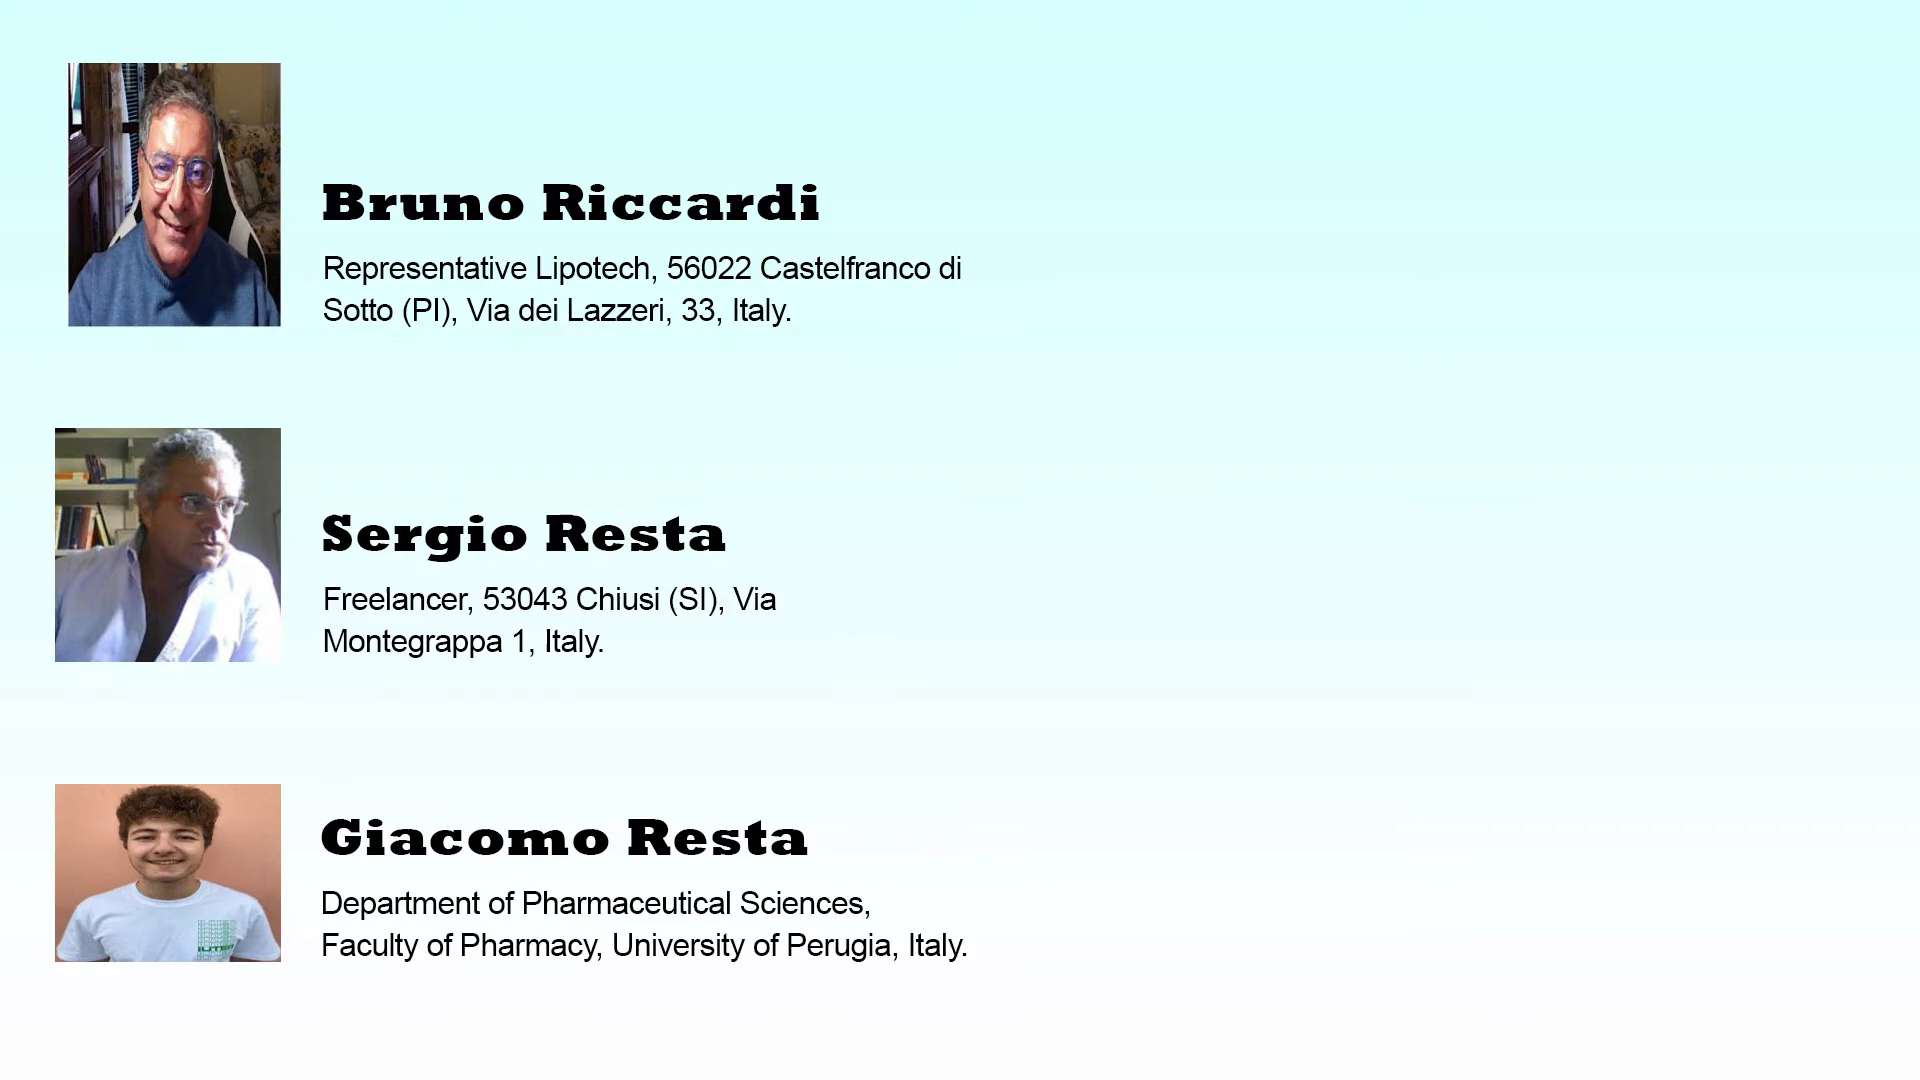 Bruno Riccardi
Representative Lipotech, 56022 Castelfranco di
Sotto (PI), Via dei Lazzeri, 33, Italy.
Sergio Resta
Freelancer, 53043 Chiusi (SI), Via
Montegrappa 1, Italy.
Giacomo Resta
Department of Pharmaceutical Sciences,
Faculty of Pharmacy, University of Perugia, Italy.